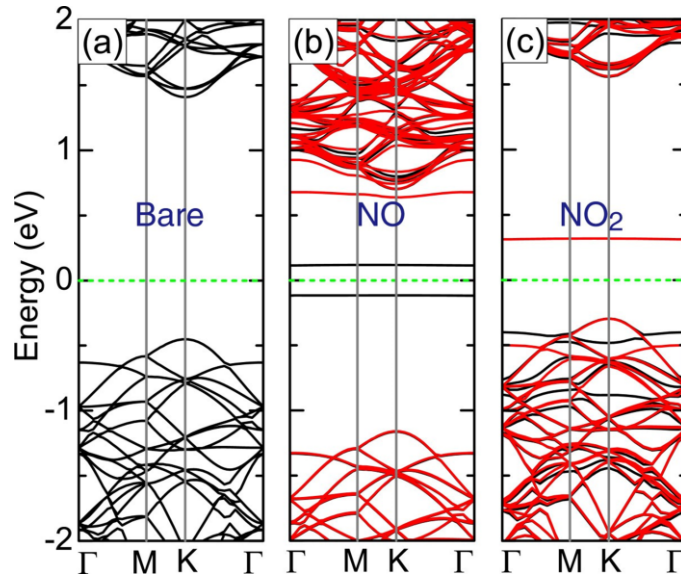 (a) (b) (c)
2
1
0
-1
-2
Energy (eV)
Bare NO NO₂
Γ M K Γ Γ M K Γ Γ M K Γ